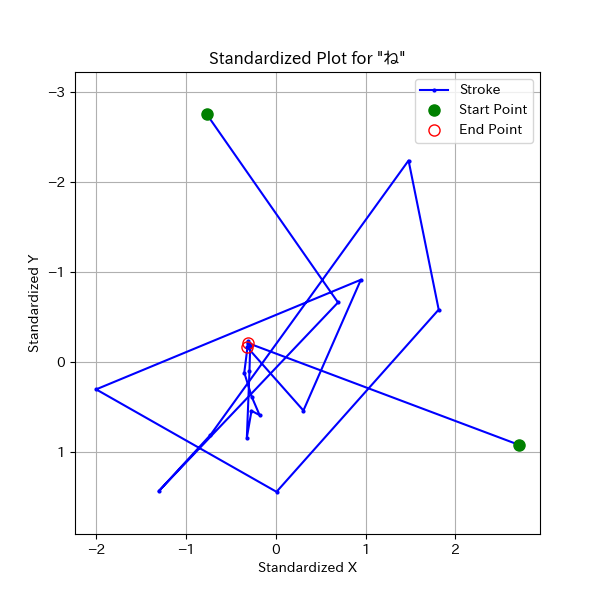 Standardized Plot for "ね"
Stroke
Start Point
End Point
−3
−2
−1
0
1
Standardized Y
−2
−1
0
1
2
Standardized X